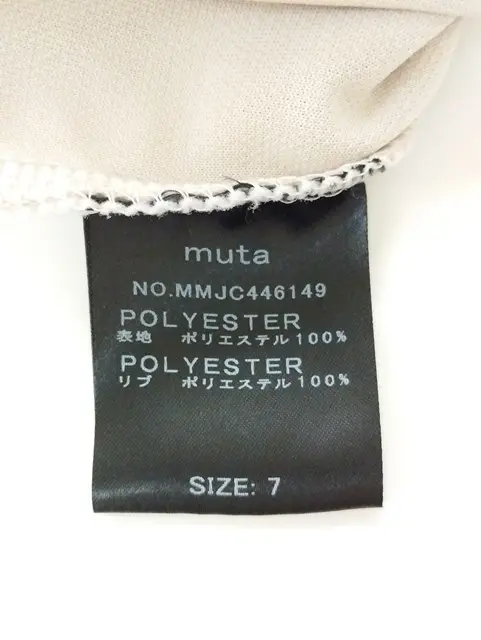 muta
NO.MMJC446149
POLYESTER
表地 ポリエステル100%
POLYESTER
リブ ポリエステル100%
SIZE: 7